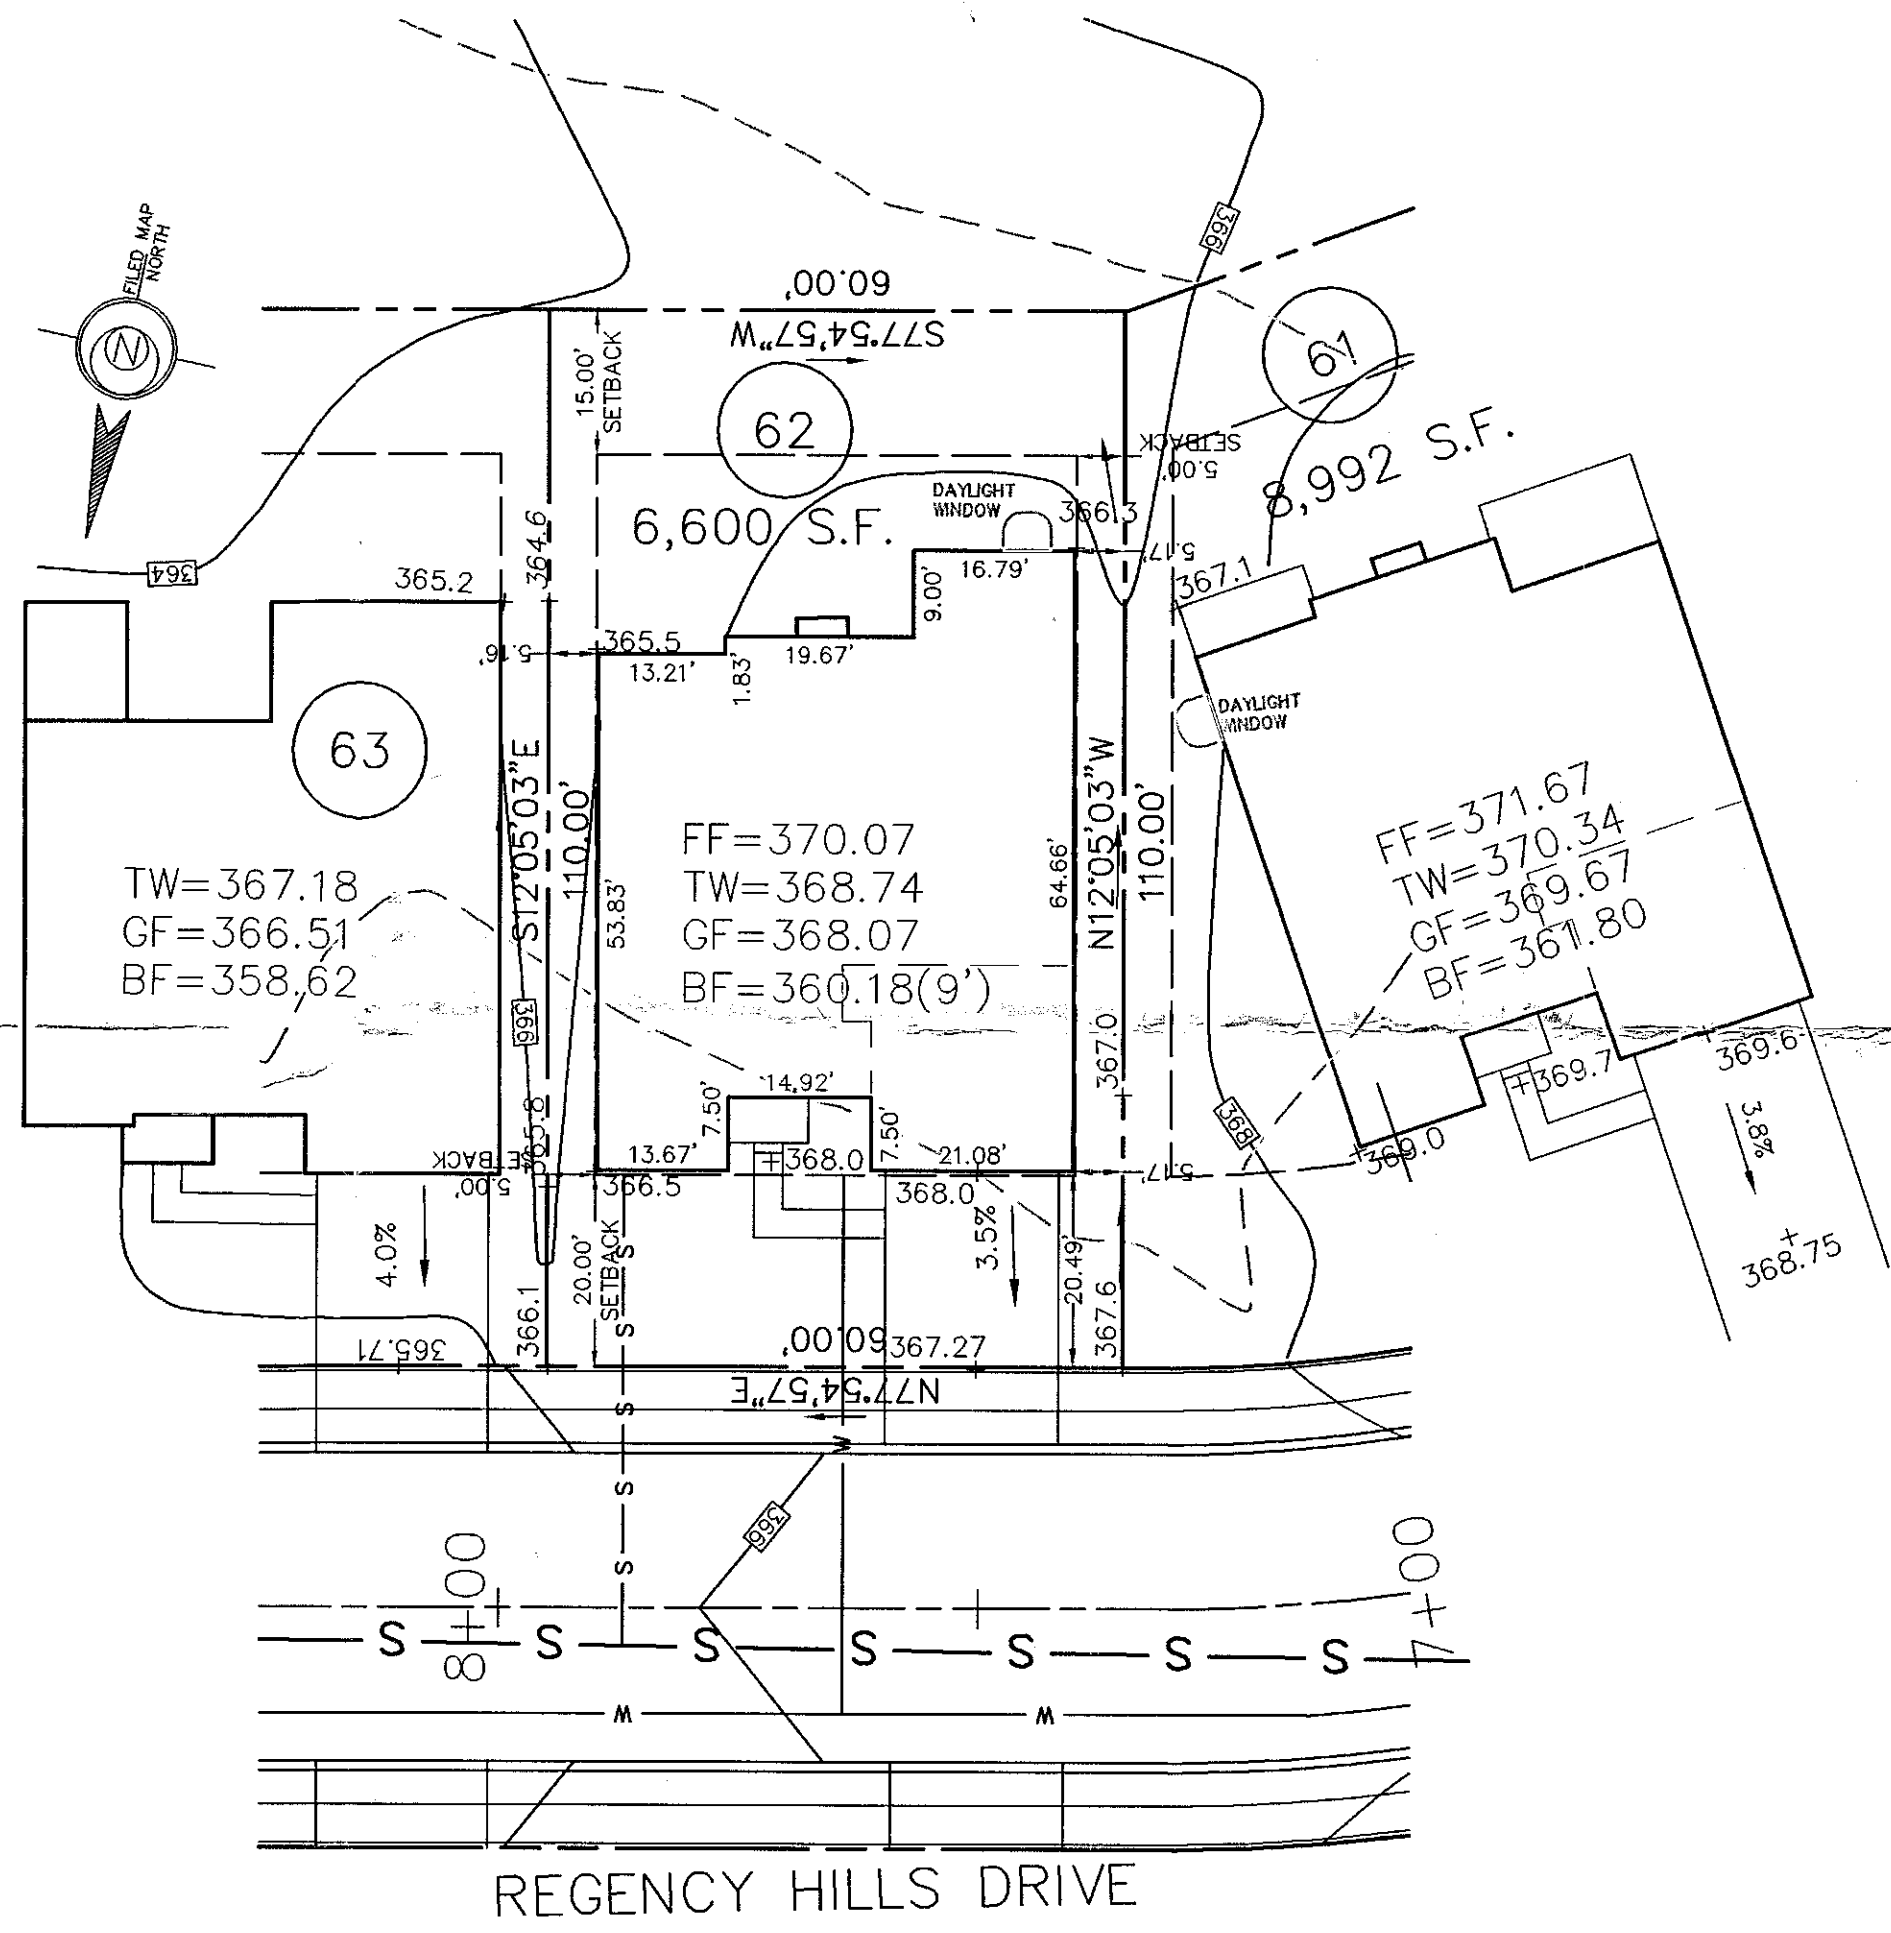 FILED MAP
NORTH
N
366
60.00'
S77°54'57"W
15.00'
SETBACK
62
6,600 S.F.
61
8,992 S.F.
SETBACK
5.00'
DAYLIGHT
WINDOW
366.3
5.17'
364
365.2
364.6
16.79'
9.00'
367.1
5.16'
365.5
13.21'
1.83'
19.67'
63
DAYLIGHT
WINDOW
S12°05'03"E
110.00'
N12°05'03"W
110.00'
TW=367.18
GF=366.51
BF=358.62
53.83'
FF=370.07
TW=368.74
GF=368.07
BF=360.18(9')
64.66'
FF=371.67
TW=370.34
GF=369.67
BF=361.80
366
367.0
14.92'
7.50'
7.50'
365.8
13.67'
368.0
21.08'
368
369.0
369.7
369.6
3.8%
368.75
SETBACK
5.00'
366.5
368.0
5.17'
4.0%
366.1
20.00'
SETBACK
3.5%
20.49'
367.6
365.71
60.00'
367.27
N77°54'57"E
S
S
S
S
S
W
366
8+00
7+00
S S S S S S S
W W
REGENCY HILLS DRIVE